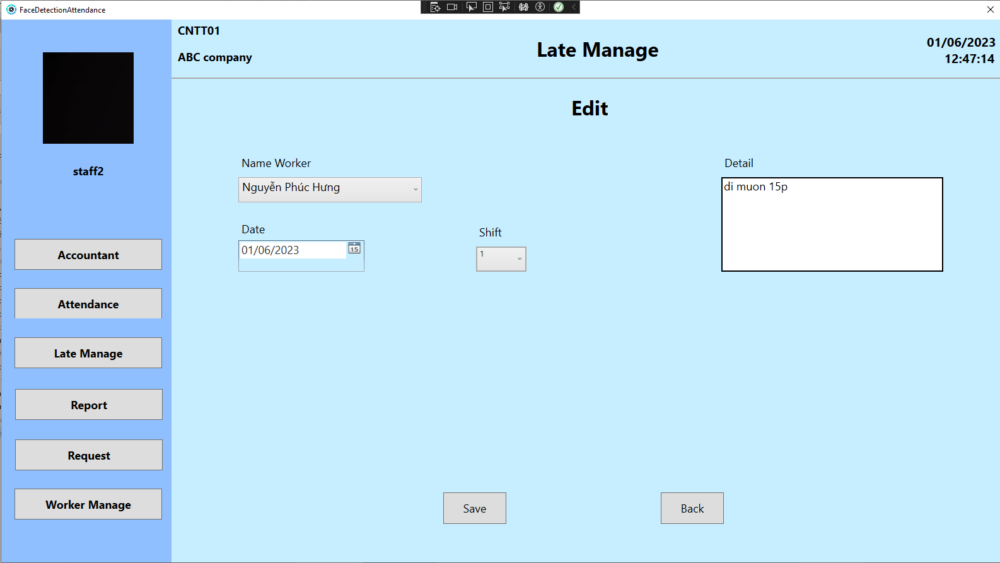 FaceDetectionAttendance
CNTT01
ABC company
Late Manage
01/06/2023
12:47:14
staff2
Accountant
Attendance
Late Manage
Report
Request
Worker Manage
Edit
Name Worker
Nguyễn Phúc Hưng
Date
01/06/2023
15
Shift
1
Detail
di muon 15p
Save
Back